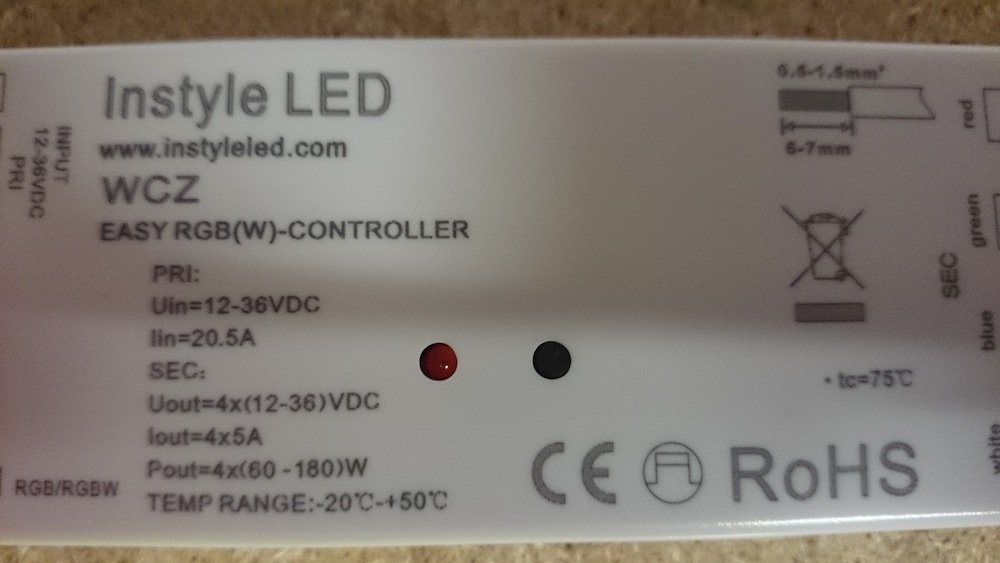 Instyle LED
www.instyleled.com
WCZ
EASY RGB(W)-CONTROLLER
PRI:
Uin=12-36VDC
Iin=20.5A
SEC:
Uout=4x(12-36)VDC
Iout=4x5A
Pout=4x(60-180)W
TEMP RANGE:-20℃-+50℃
INPUT
12-36VDC
PRI
RGB/RGBW
0.5-1.5mm²
6-7mm
• tc=75℃
CE RoHS
SEC
red
green
blue
white